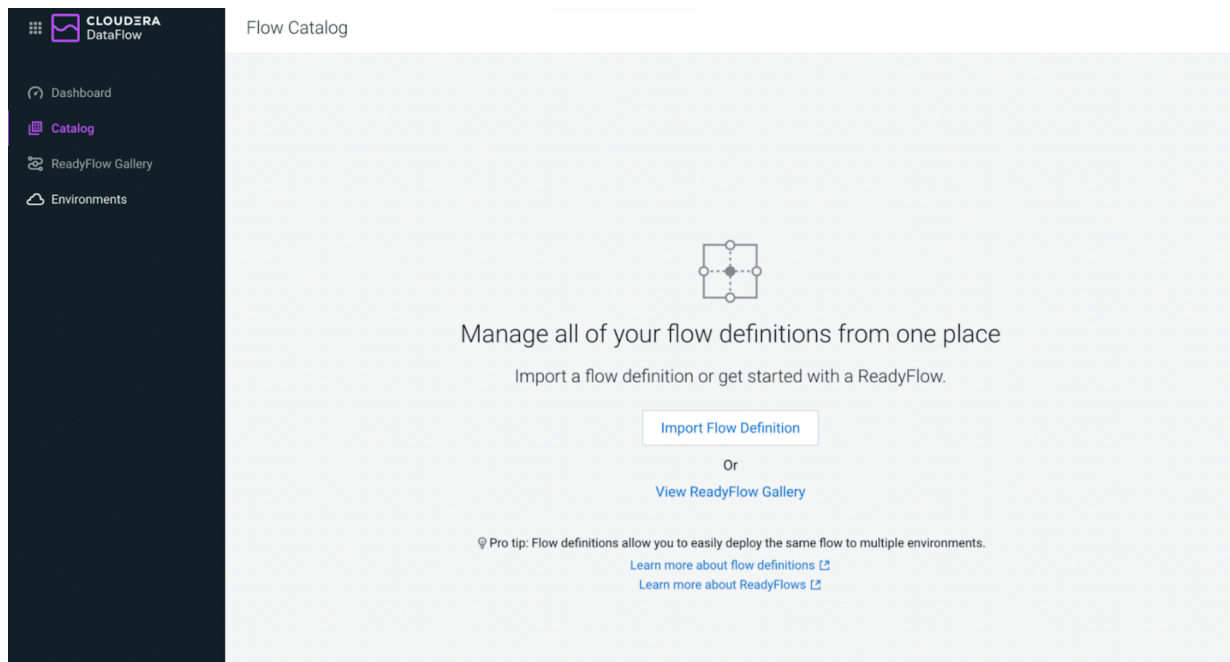 CLOUDERA
DataFlow
Dashboard
Catalog
ReadyFlow Gallery
Environments
Flow Catalog
Manage all of your flow definitions from one place
Import a flow definition or get started with a ReadyFlow.
Import Flow Definition
Or
View ReadyFlow Gallery
Pro tip: Flow definitions allow you to easily deploy the same flow to multiple environments.
Learn more about flow definitions
Learn more about ReadyFlows